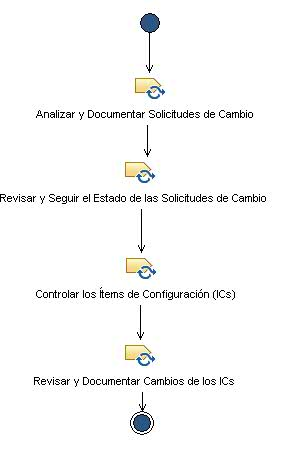 Analizar y Documentar Solicitudes de Cambio
Revisar y Seguir el Estado de las Solicitudes de Cambio
Controlar los Ítems de Configuración (ICs)
Revisar y Documentar Cambios de los ICs